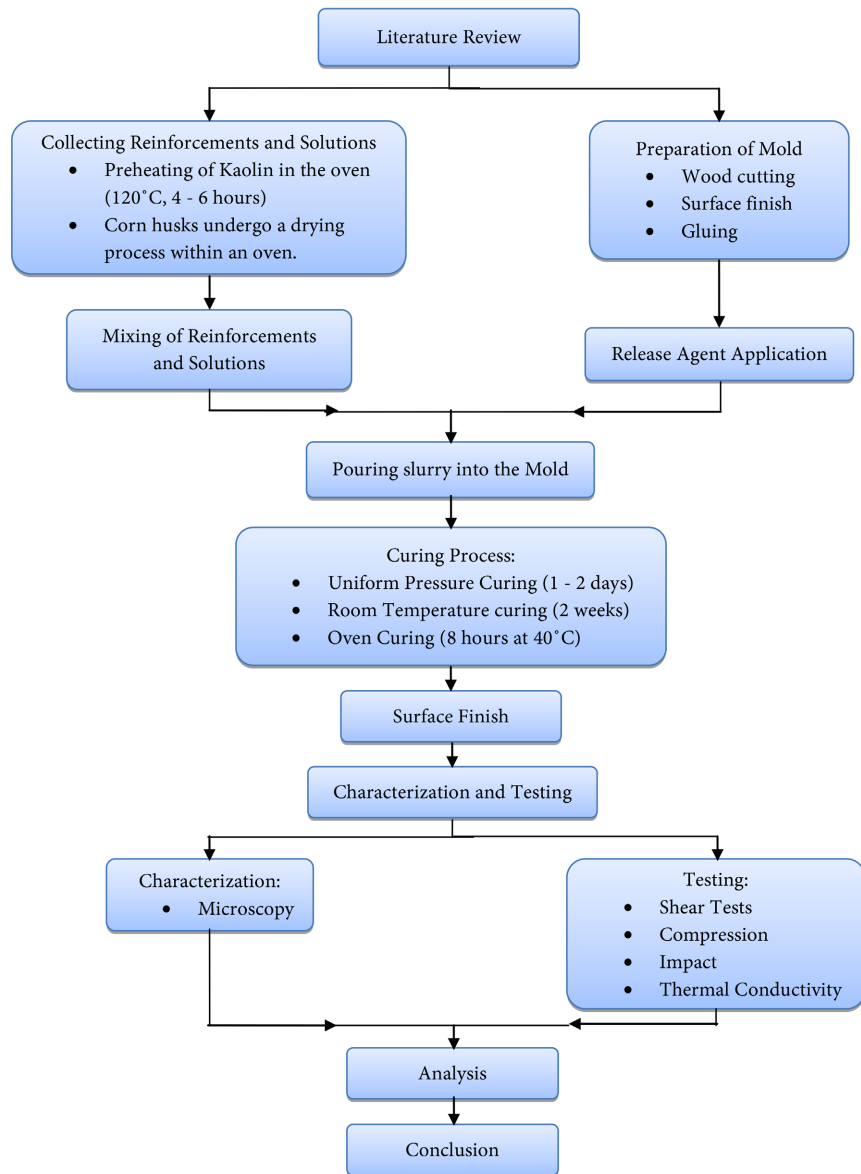 Literature Review
Collecting Reinforcements and Solutions
• Preheating of Kaolin in the oven
(120˚C, 4 - 6 hours)
• Corn husks undergo a drying
process within an oven.
Preparation of Mold
• Wood cutting
• Surface finish
• Gluing
Mixing of Reinforcements
and Solutions
Release Agent Application
Pouring slurry into the Mold
Curing Process:
• Uniform Pressure Curing (1 - 2 days)
• Room Temperature curing (2 weeks)
• Oven Curing (8 hours at 40˚C)
Surface Finish
Characterization and Testing
Characterization:
• Microscopy
Testing:
• Shear Tests
• Compression
• Impact
• Thermal Conductivity
Analysis
Conclusion